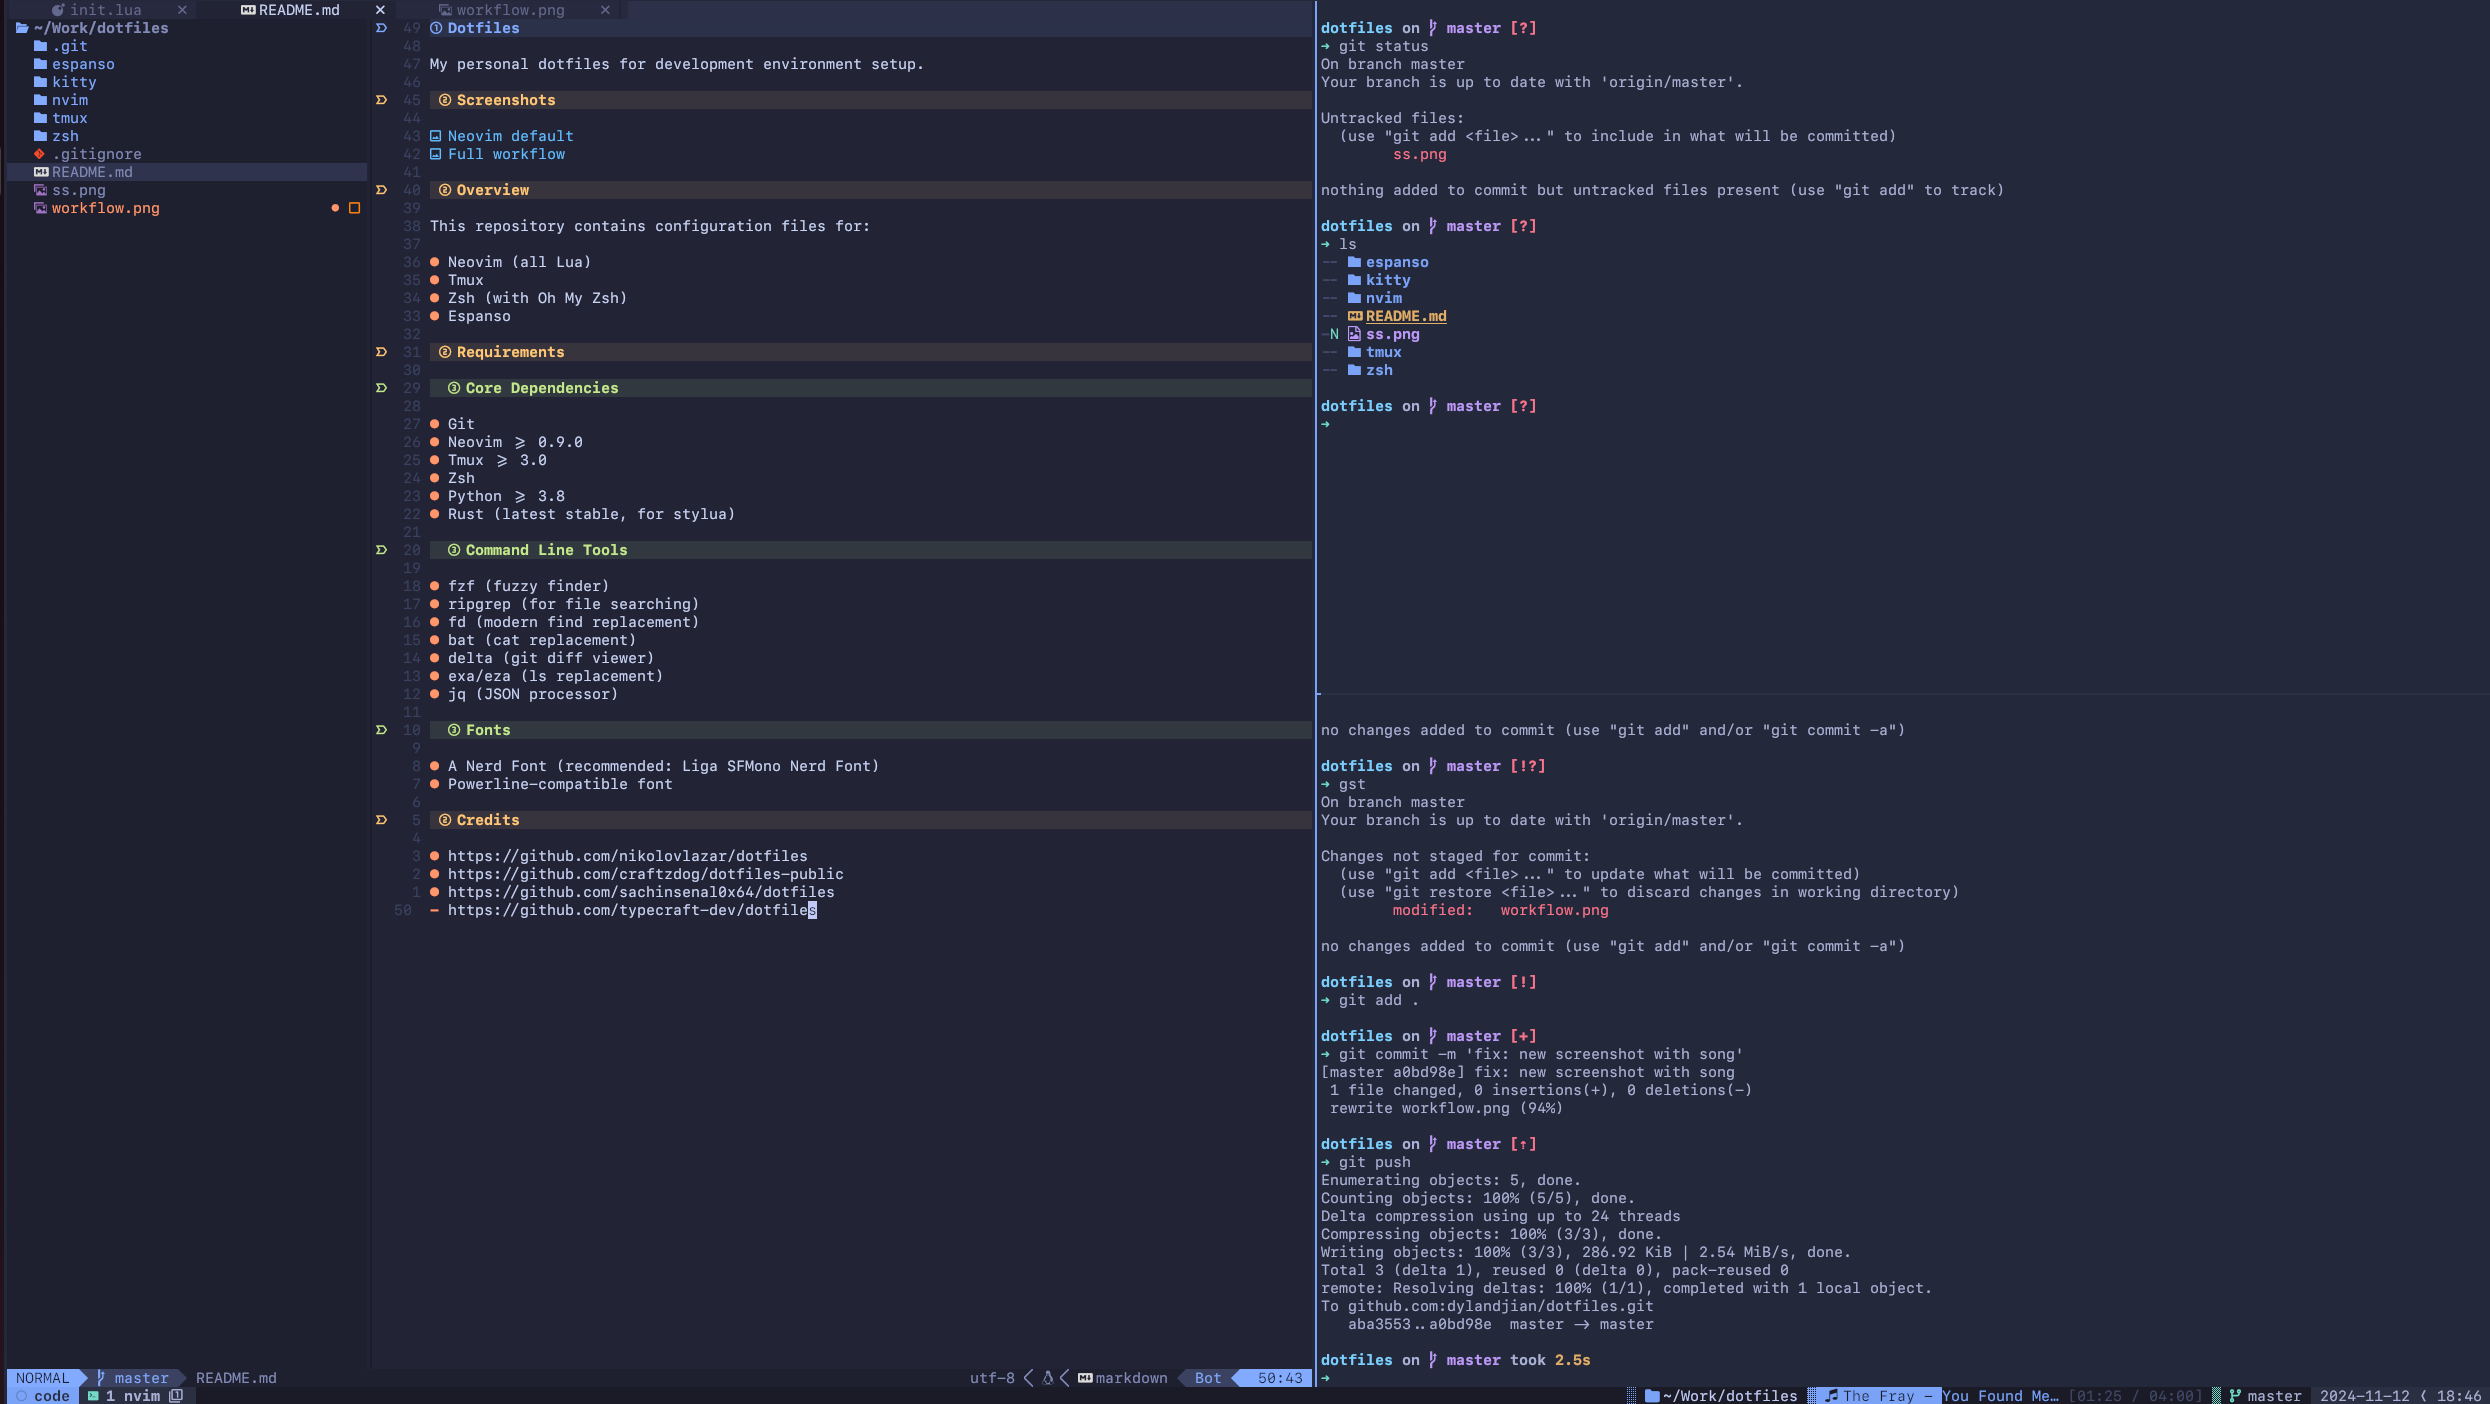 init.lua
README.md
workflow.png
~/Work/dotfiles
.git
espanso
kitty
nvim
tmux
zsh
.gitignore
README.md
ss.png
workflow.png
49 1 Dotfiles
48
47 My personal dotfiles for development environment setup.
46
45 2 Screenshots
44
43 Neovim default
42 Full workflow
41
40 2 Overview
39
38 This repository contains configuration files for:
37
36 Neovim (all Lua)
35 Tmux
34 Zsh (with Oh My Zsh)
33 Espanso
32
31 2 Requirements
30
29 3 Core Dependencies
28
27 Git
26 Neovim ⩾ 0.9.0
25 Tmux ⩾ 3.0
24 Zsh
23 Python ⩾ 3.8
22 Rust (latest stable, for stylua)
21
20 3 Command Line Tools
19
18 fzf (fuzzy finder)
17 ripgrep (for file searching)
16 fd (modern find replacement)
15 bat (cat replacement)
14 delta (git diff viewer)
13 exa/eza (ls replacement)
12 jq (JSON processor)
11
10 3 Fonts
9
8 A Nerd Font (recommended: Liga SFMono Nerd Font)
7 Powerline-compatible font
6
5 2 Credits
4
3 https://github.com/nikolovlazar/dotfiles
2 https://github.com/craftzdog/dotfiles-public
1 https://github.com/sachinsenal0x64/dotfiles
50 - https://github.com/typecraft-dev/dotfiles
NORMAL master README.md
utf-8 markdown Bot 50:43
dotfiles on master [?]
→ git status
On branch master
Your branch is up to date with 'origin/master'.
Untracked files:
(use "git add <file>..." to include in what will be committed)
ss.png
nothing added to commit but untracked files present (use "git add" to track)
dotfiles on master [?]
→ ls
-- espanso
-- kitty
-- nvim
-- README.md
-N ss.png
-- tmux
-- zsh
dotfiles on master [?]
→
no changes added to commit (use "git add" and/or "git commit -a")
dotfiles on master [!?]
→ gst
On branch master
Your branch is up to date with 'origin/master'.
Changes not staged for commit:
(use "git add <file>..." to update what will be committed)
(use "git restore <file>..." to discard changes in working directory)
modified: workflow.png
no changes added to commit (use "git add" and/or "git commit -a")
dotfiles on master [!]
→ git add .
dotfiles on master [+]
→ git commit -m 'fix: new screenshot with song'
[master a0bd98e] fix: new screenshot with song
1 file changed, 0 insertions(+), 0 deletions(-)
rewrite workflow.png (94%)
dotfiles on master [↑]
→ git push
Enumerating objects: 5, done.
Counting objects: 100% (5/5), done.
Delta compression using up to 24 threads
Compressing objects: 100% (3/3), done.
Writing objects: 100% (3/3), 286.92 KiB | 2.54 MiB/s, done.
Total 3 (delta 1), reused 0 (delta 0), pack-reused 0
remote: Resolving deltas: 100% (1/1), completed with 1 local object.
To github.com:dylandjian/dotfiles.git
aba3553..a0bd98e master -> master
dotfiles on master took 2.5s
→
code 1 nvim 1
~/Work/dotfiles The Fray - You Found Me… [01:25 / 04:00] master 2024-11-12 18:46